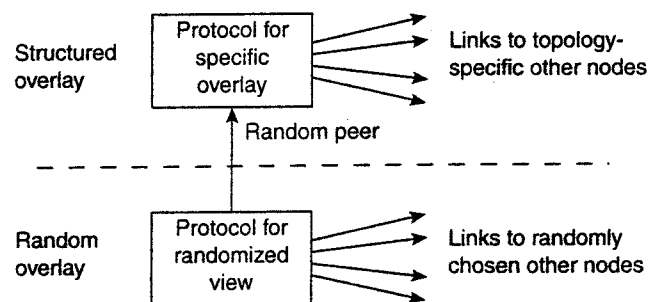 Structured
overlay
Protocol for
specific
overlay
Links to topology-
specific other nodes
Random peer
Random
overlay
Protocol for
randomized
view
Links to randomly
chosen other nodes